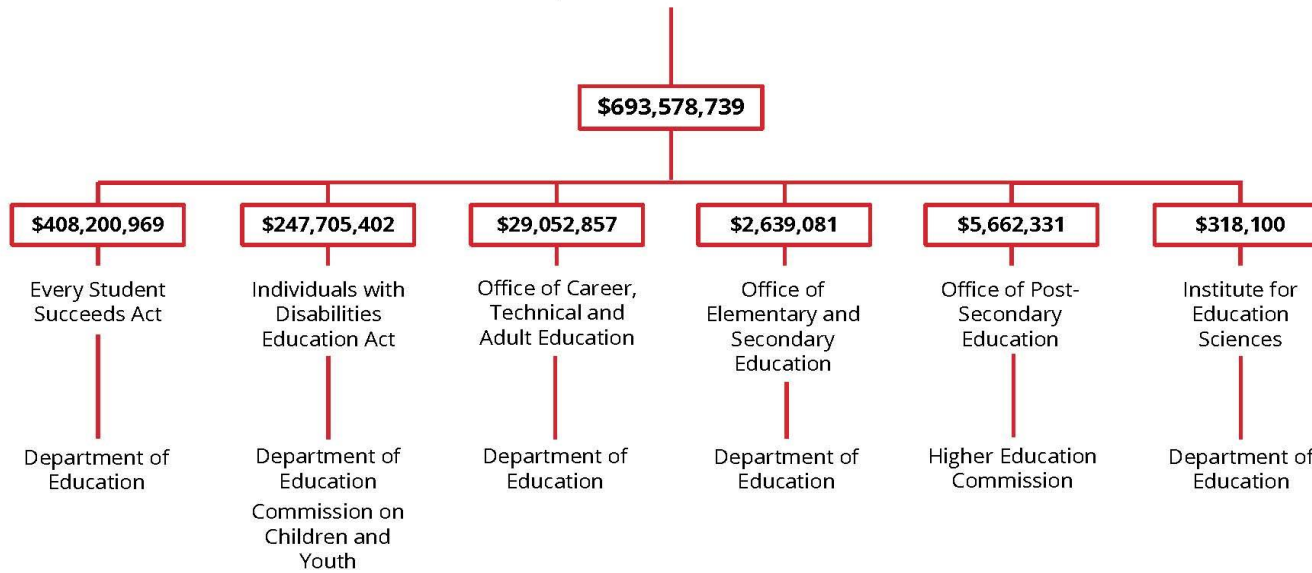 $693,578,739
$408,200,969
$247,705,402
$29,052,857
$2,639,081
$5,662,331
$318,100
Every Student
Succeeds Act
Individuals with
Disabilities
Education Act
Office of Career,
Technical and
Adult Education
Office of
Elementary and
Secondary
Education
Office of Post-
Secondary
Education
Institute for
Education
Sciences
Department of
Education
Department of
Education
Commission on
Children and
Youth
Department of
Education
Department of
Education
Higher Education
Commission
Department of
Education